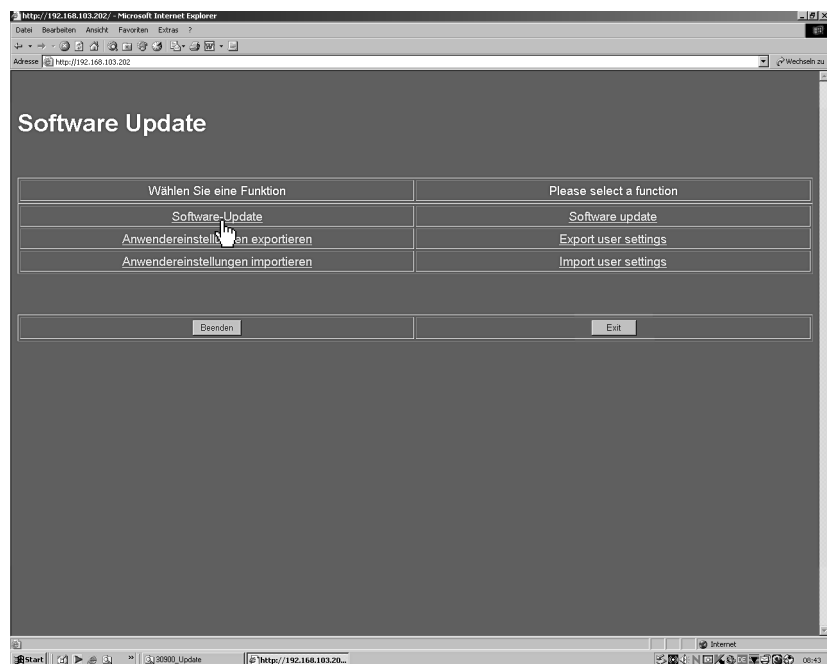 http://192.168.103.202/ - Microsoft Internet Explorer
Datei Bearbeiten Ansicht Favoriten Extras ?
Adresse http://192.168.103.202 Wechseln zu
Software Update
Wählen Sie eine Funktion Please select a function
Software-Update Software update
Anwendereinstellungen exportieren Export user settings
Anwendereinstellungen importieren Import user settings
Beenden Exit
Internet
Start » 30900_Update http://192.168.103.20... 08:43